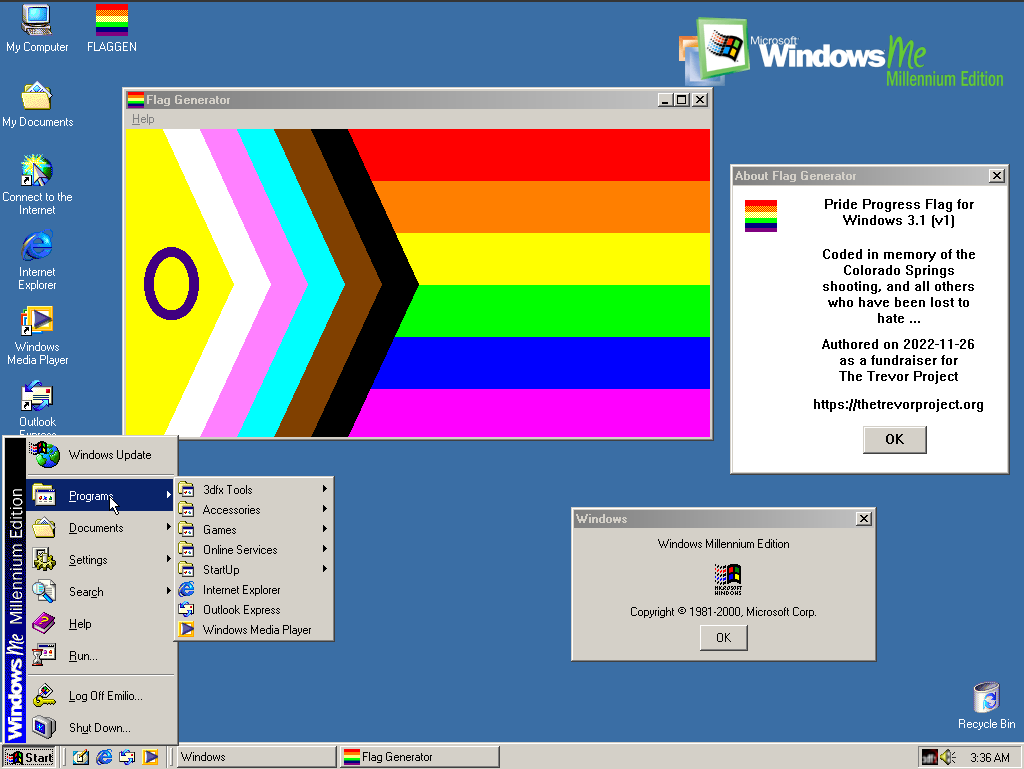 My Computer
FLAGGEN
My Documents
Connect to the
Internet
Internet
Explorer
Windows
Media Player
Outlook
Express
Microsoft
Windows Me
Millennium Edition
Flag Generator
Help
About Flag Generator
Pride Progress Flag for
Windows 3.1 (v1)
Coded in memory of the
Colorado Springs
shooting, and all others
who have been lost to
hate ...
Authored on 2022-11-26
as a fundraiser for
The Trevor Project
https://thetrevorproject.org
OK
Windows
Windows Millennium Edition
MICROSOFT
WINDOWS
Copyright © 1981-2000, Microsoft Corp.
OK
Windows Me Millennium Edition
Windows Update
Programs
Documents
Settings
Search
Help
Run...
Log Off Emilio...
Shut Down...
3dfx Tools
Accessories
Games
Online Services
StartUp
Internet Explorer
Outlook Express
Windows Media Player
Recycle Bin
Start
Windows
Flag Generator
3:36 AM